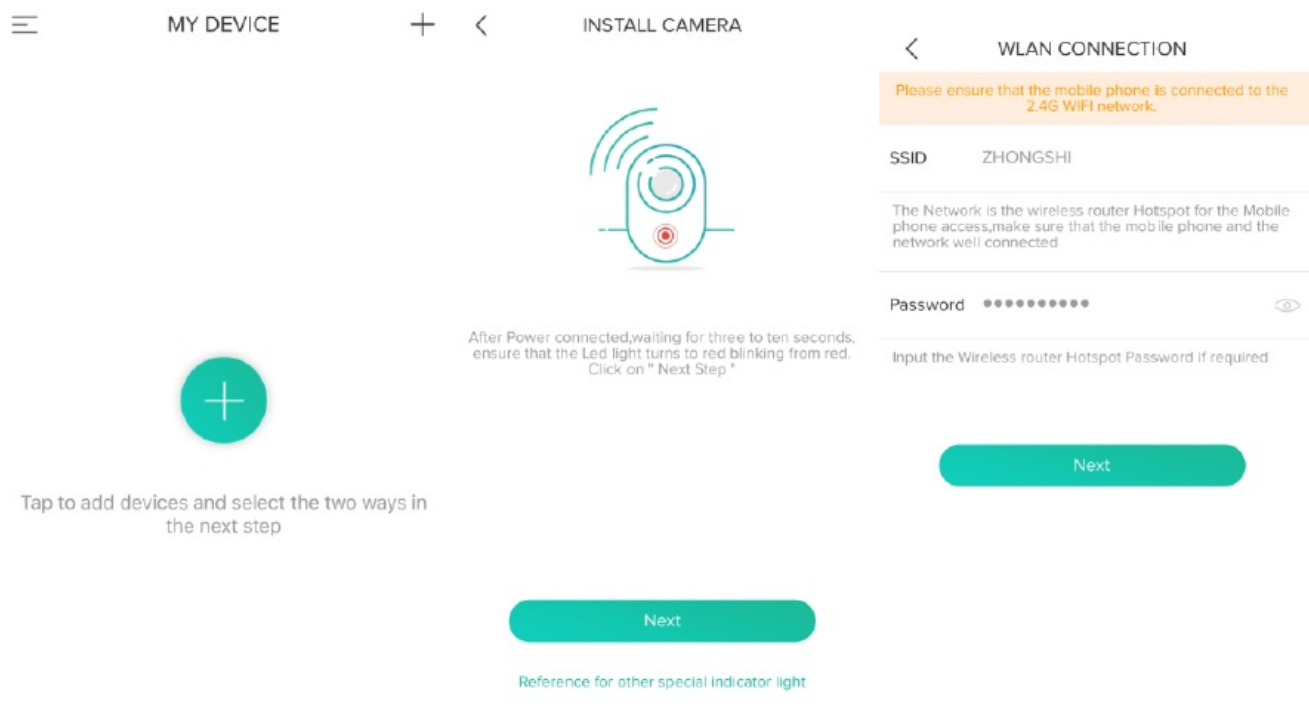 MY DEVICE
Tap to add devices and select the two ways in
the next step
INSTALL CAMERA
After Power connected,waiting for three to ten seconds,
ensure that the Led light turns to red blinking from red.
Click on " Next Step "
Next
Reference for other special indicator light
WLAN CONNECTION
Please ensure that the mobile phone is connected to the
2.4G WIFI network.
SSID ZHONGSHI
The Network is the wireless router Hotspot for the Mobile
phone access,make sure that the mobile phone and the
network well connected
Password ••••••••••
Input the Wireless router Hotspot Password if required
Next